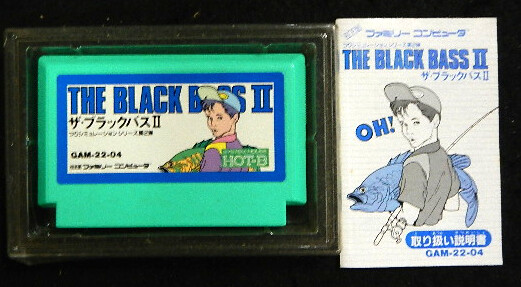 THE BLACK BASS II
ザ・ブラックバスII
GAM-22-04
ファミリー コンピュータ
HOT・B
ファミリー コンピュータ
THE BLACK BASS II
ザ・ブラックバスII
OH!
取り扱い説明書
GAM-22-04